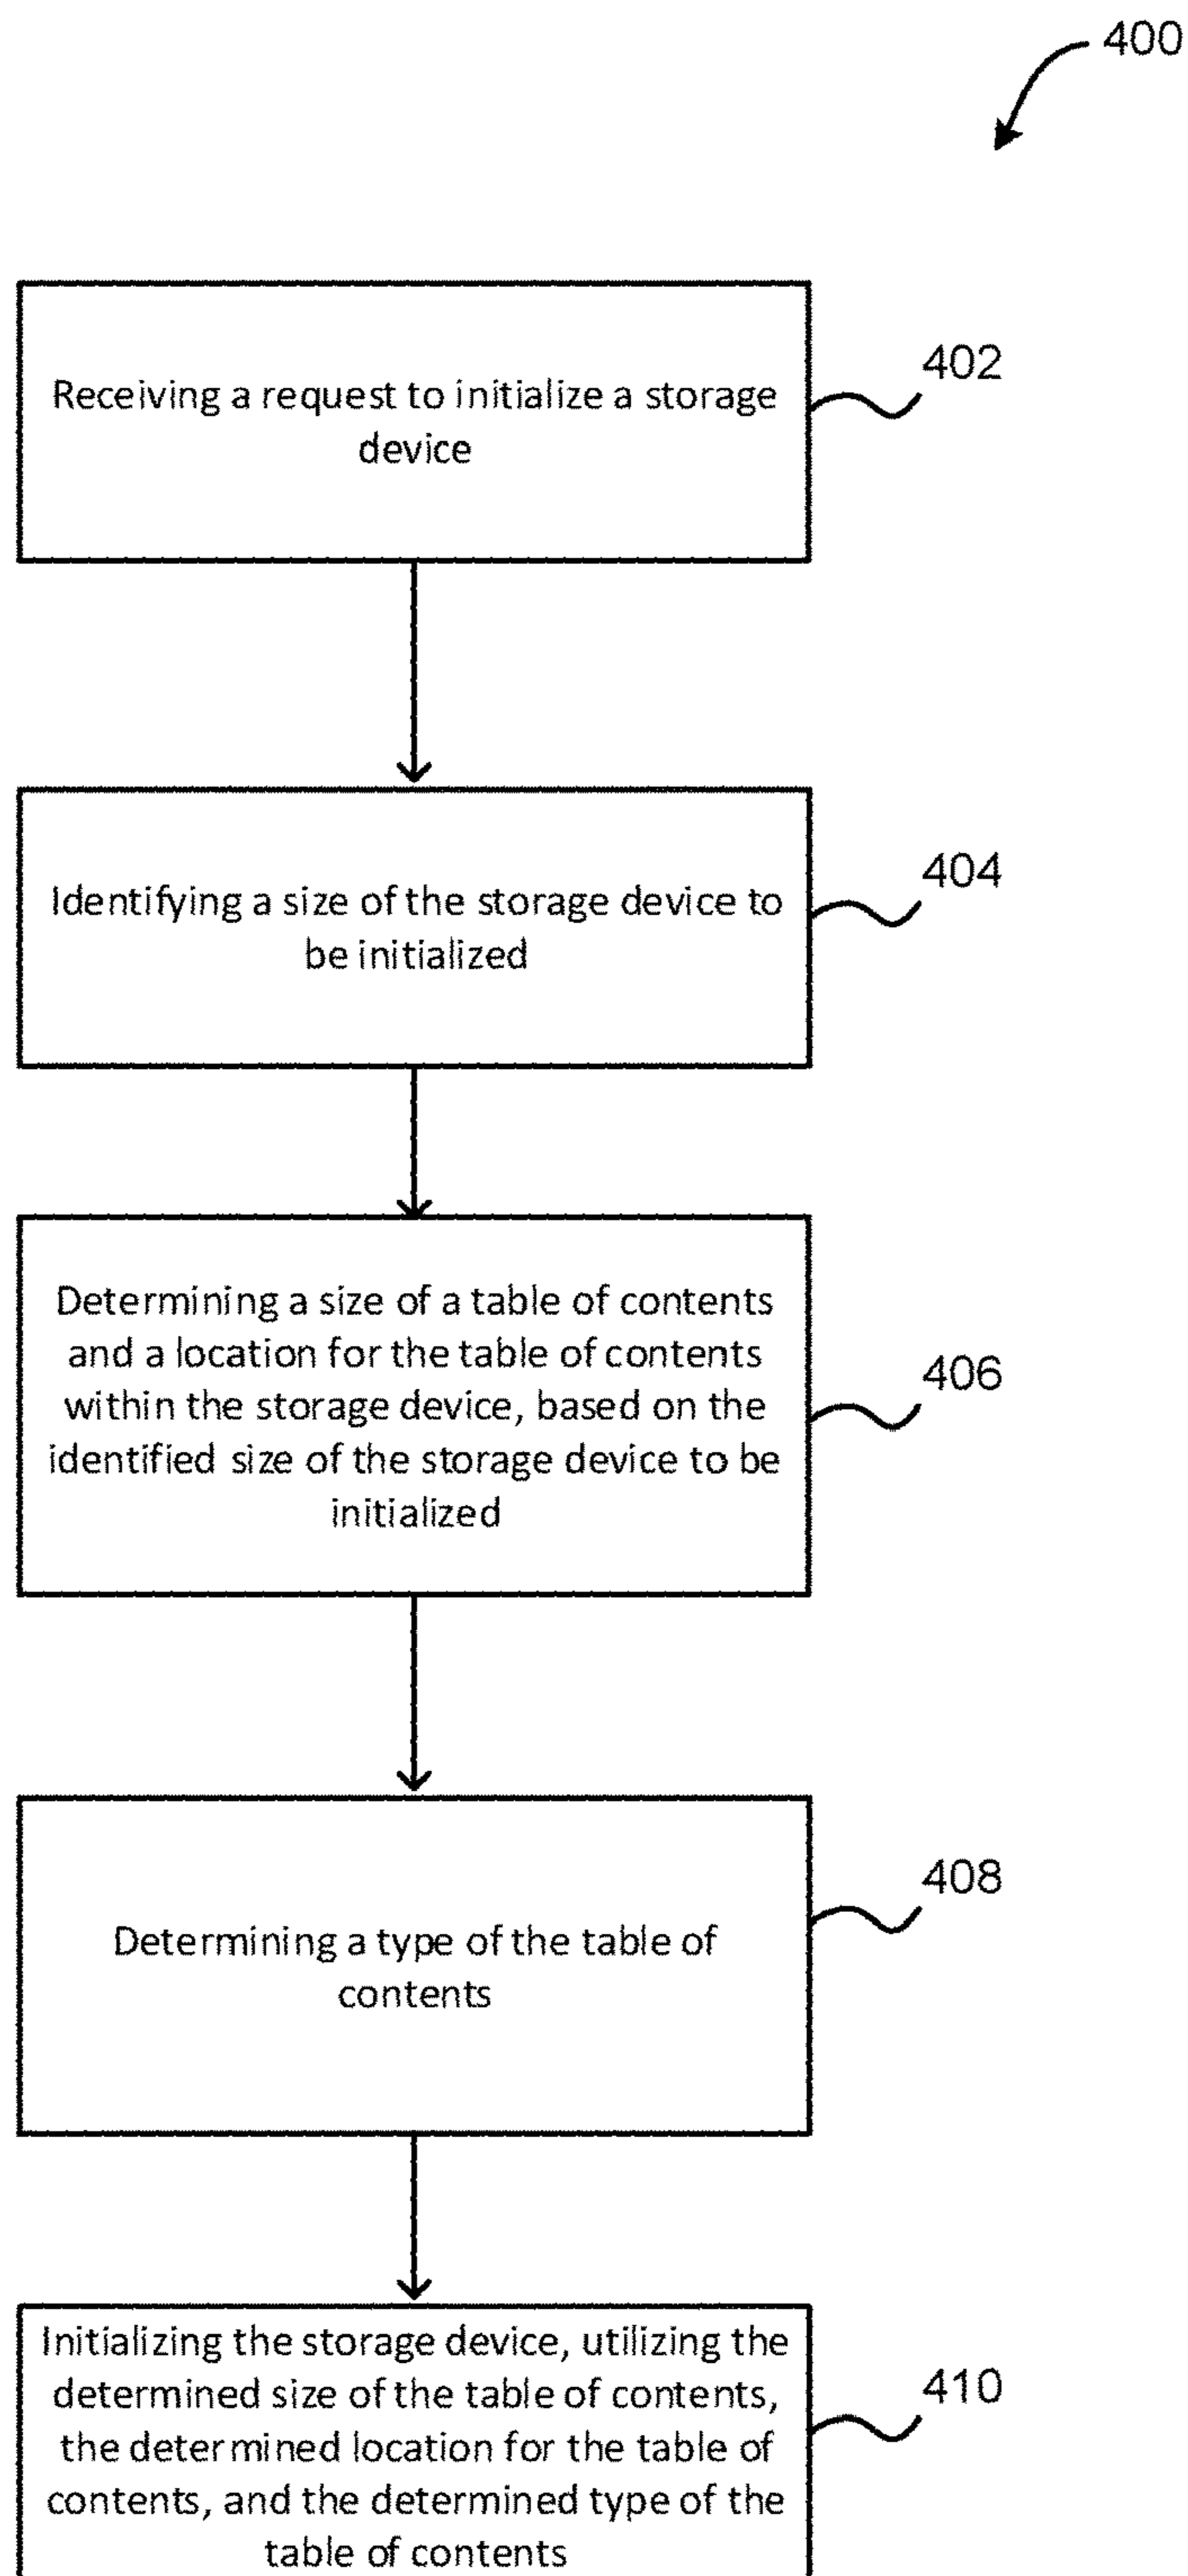 400
Receiving a request to initialize a storage
device
402
Identifying a size of the storage device to
be initialized
404
Determining a size of a table of contents
and a location for the table of contents
within the storage device, based on the
identified size of the storage device to be
initialized
406
Determining a type of the table of
contents
408
Initializing the storage device, utilizing the
determined size of the table of contents,
the determined location for the table of
contents, and the determined type of the
table of contents
410